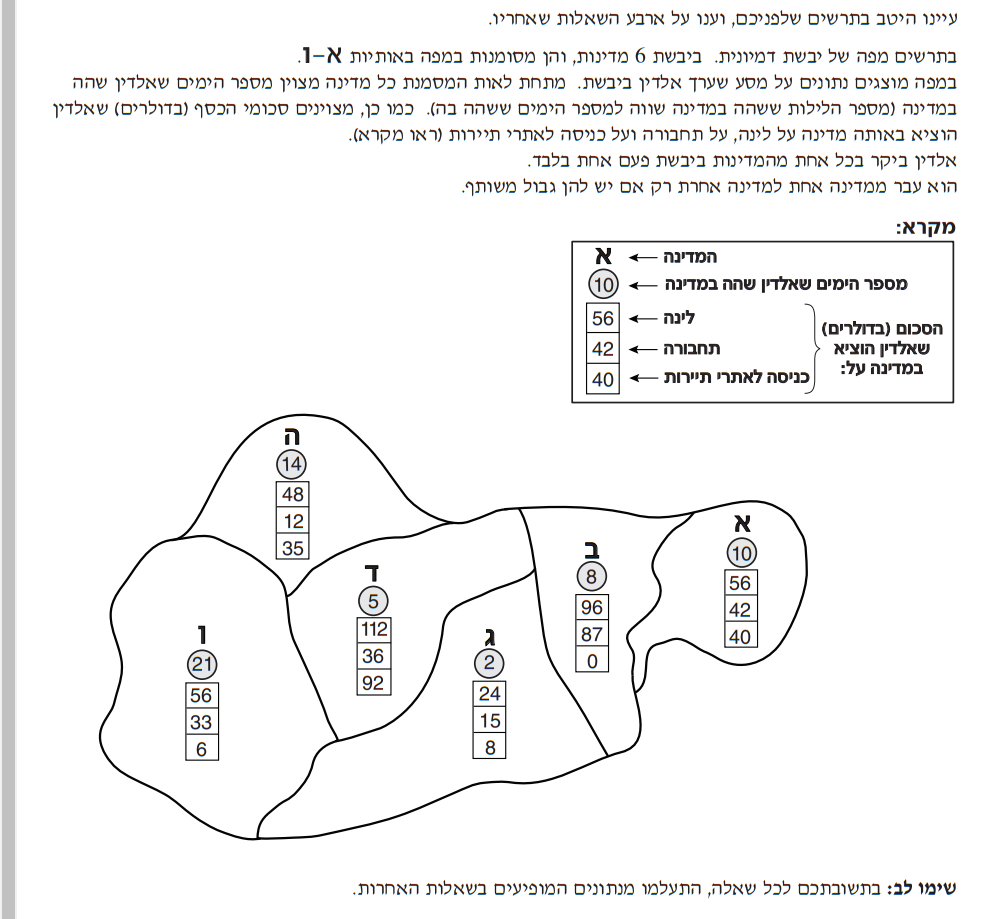 עיינו היטב בתרשים שלפניכם, וענו על ארבע השאלות שאחריו.
בתרשים מפה של יבשת דמיונית. ביבשת 6 מדינות, והן מסומנות במפה באותיות א–ו.
במפה מוצגים נתונים על מסע שערך אלדין ביבשת. מתחת לאות המסמנת כל מדינה מצוין מספר הימים שאלדין שהה
במדינה (מספר הלילות ששהה במדינה שווה למספר הימים ששהה בה). כמו כן, מצוינים סכומי הכסף (בדולרים) שאלדין
הוציא באותה מדינה על לינה, על תחבורה ועל כניסה לאתרי תיירות (ראו מקרא).
אלדין ביקר בכל אחת מהמדינות ביבשת פעם אחת בלבד.
הוא עבר ממדינה אחת למדינה אחרת רק אם יש להן גבול משותף.
מקרא:
א ← המדינה
10 ← מספר הימים שאלדין שהה במדינה
56 ← לינה
42 ← תחבורה
40 ← כניסה לאתרי תיירות
הסכום (בדולרים)
שאלדין הוציא
במדינה על:
א
10
56
42
40
ב
8
96
87
0
ג
2
24
15
8
ד
5
112
36
92
ה
14
48
12
35
ו
21
56
33
6
שימו לב: בתשובתכם לכל שאלה, התעלמו מנתונים המופיעים בשאלות האחרות.